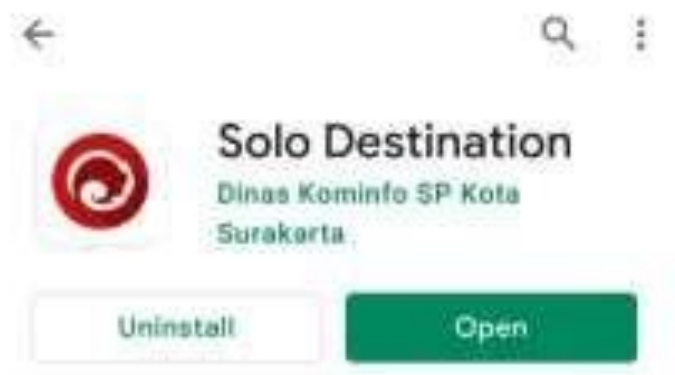 Solo Destination
Dinas Kominfo SP Kota
Surakarta
Uninstall
Open